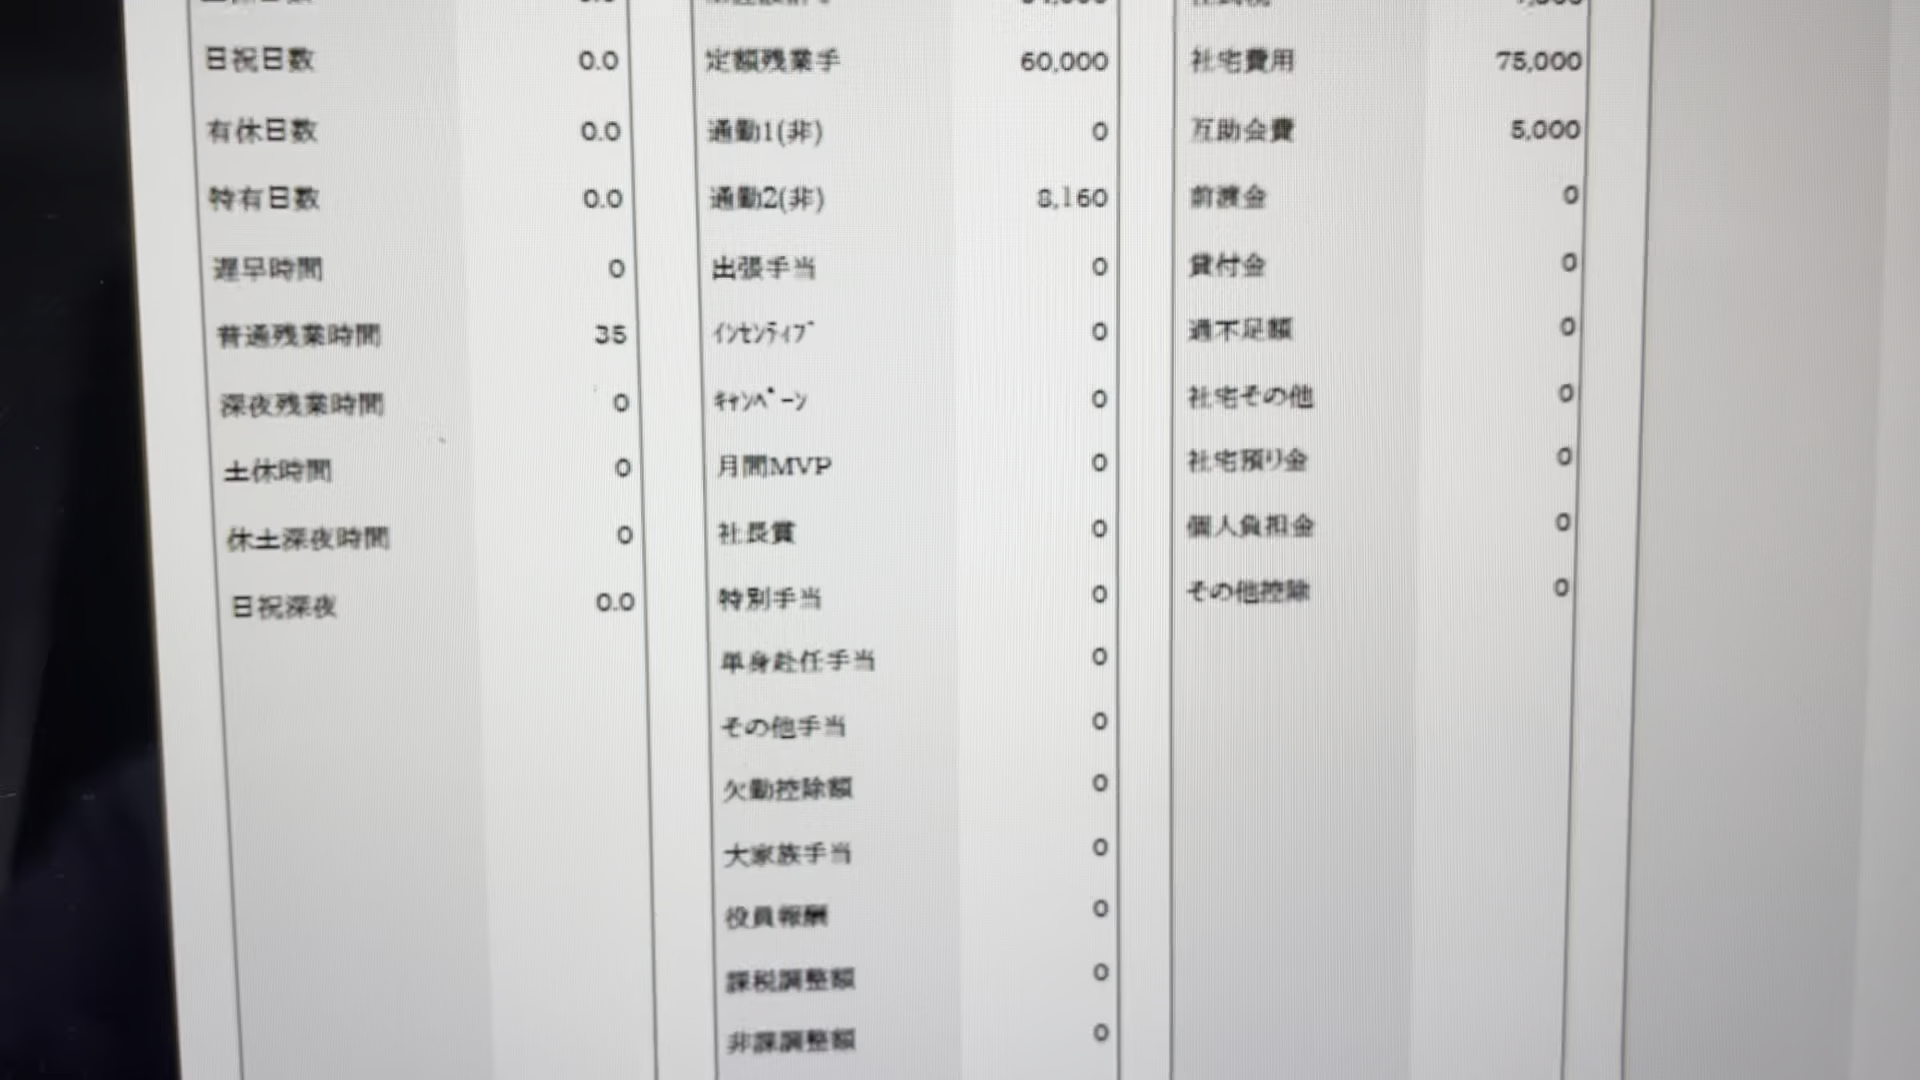 日祝日数 0.0 定額残業手 60,000 社宅費用 75,000
有休日数 0.0 通勤1(非) 0 互助会費 5,000
特有日数 0.0 通勤2(非) 8,160 前渡金 0
遅早時間 0 出張手当 0 貸付金 0
普通残業時間 35 ｲﾝｾﾝﾃｨﾌﾞ 0 過不足額 0
深夜残業時間 0 ｷｬﾝﾍﾟｰﾝ 0 社宅その他 0
土休時間 0 月間MVP 0 社宅預り金 0
休土深夜時間 0 社長賞 0 個人負担金 0
日祝深夜 0.0 特別手当 0 その他控除 0
単身赴任手当 0
その他手当 0
欠勤控除額 0
大家族手当 0
役員報酬 0
課税調整額 0
非課調整額 0